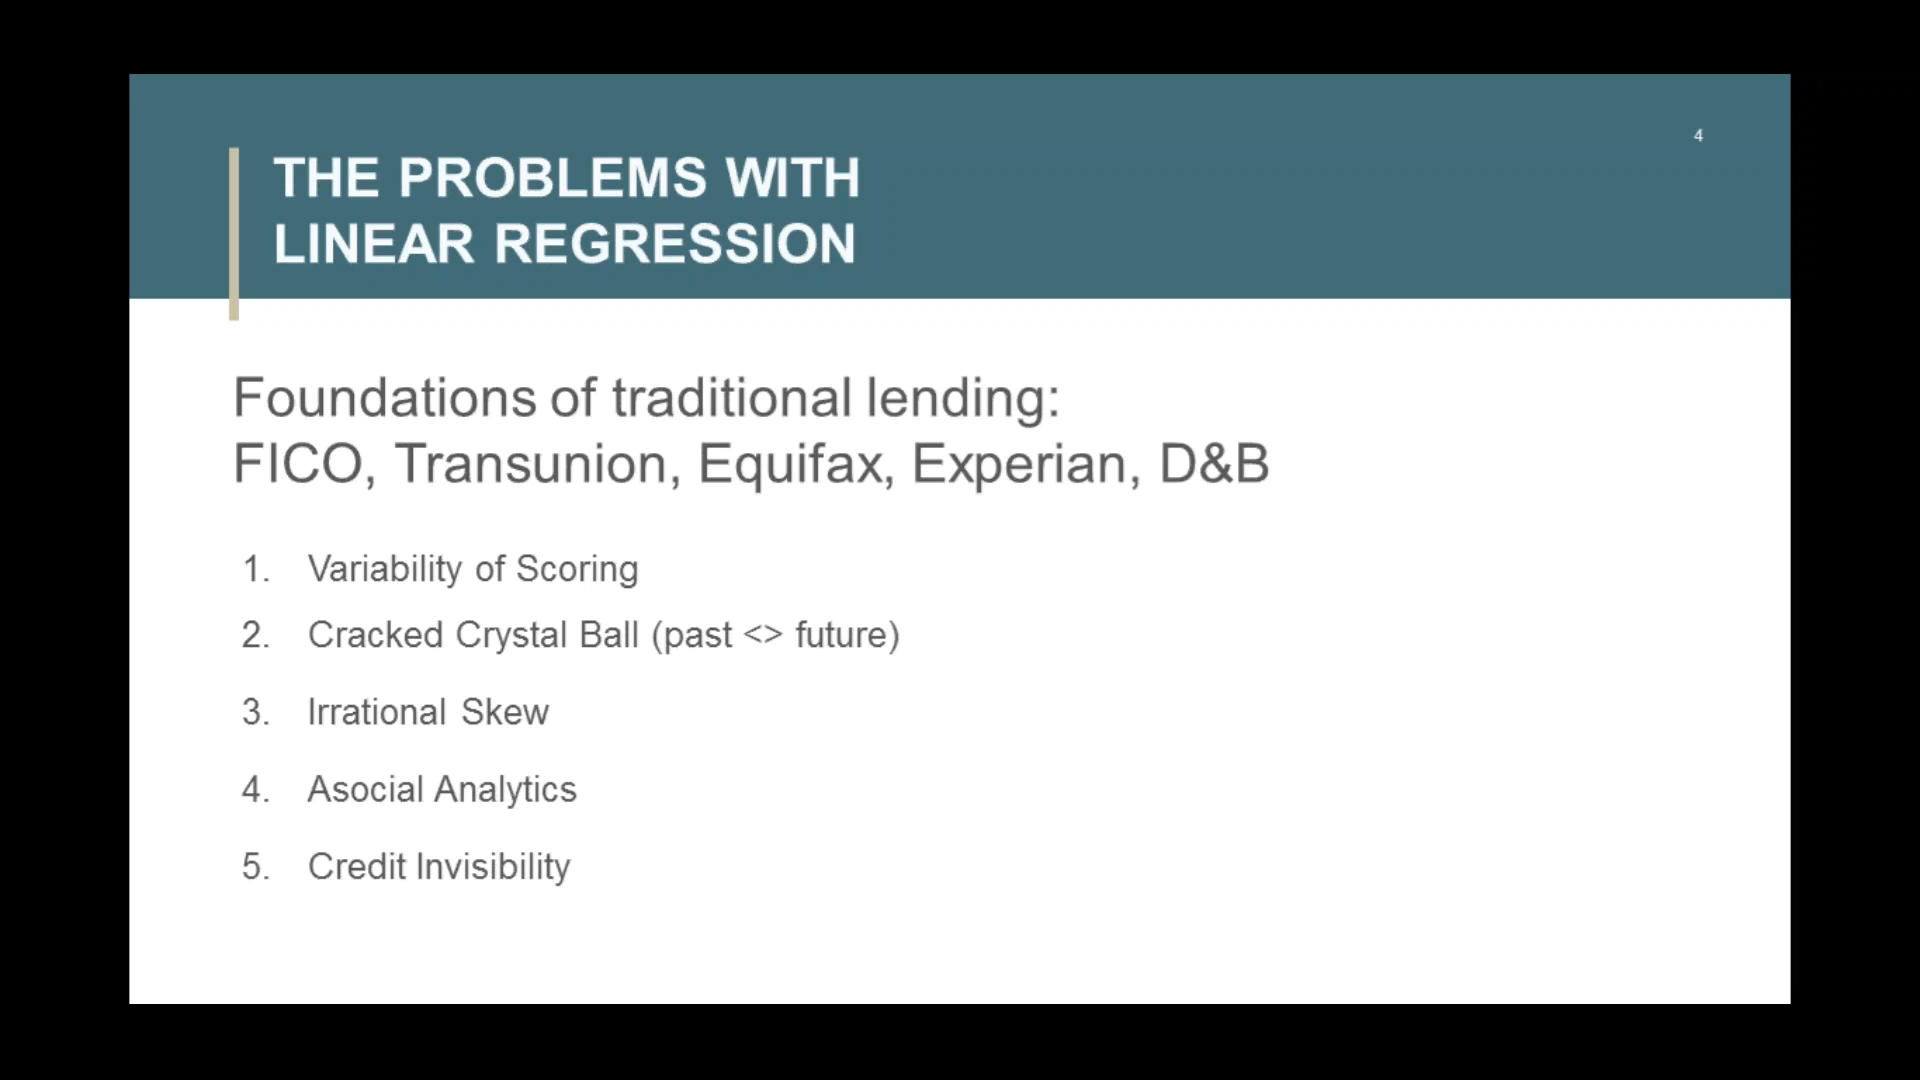 4
THE PROBLEMS WITH
LINEAR REGRESSION
Foundations of traditional lending:
FICO, Transunion, Equifax, Experian, D&B
1. Variability of Scoring
2. Cracked Crystal Ball (past <> future)
3. Irrational Skew
4. Asocial Analytics
5. Credit Invisibility